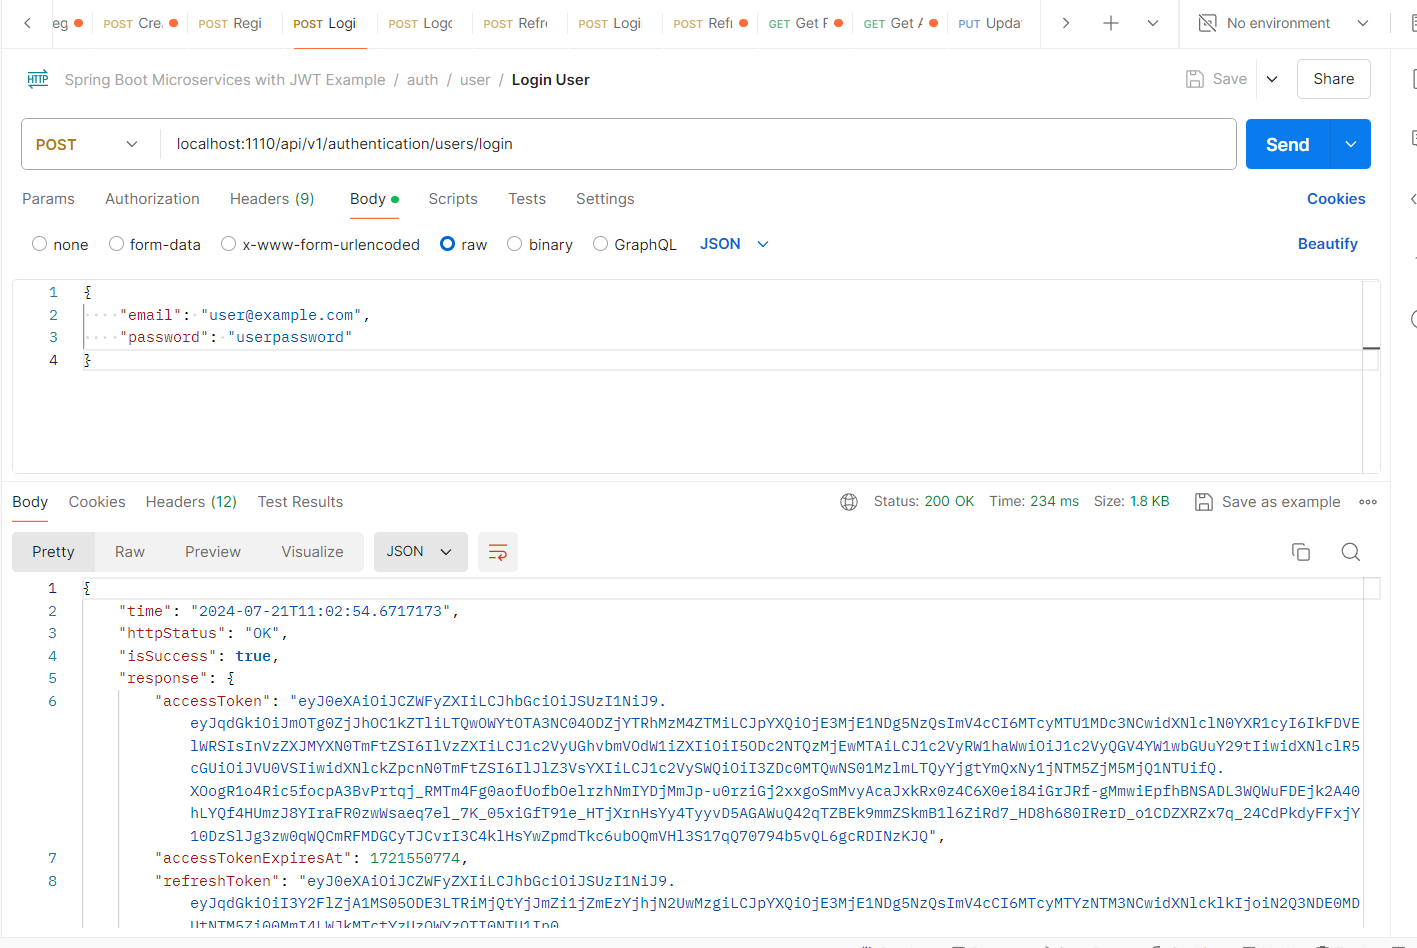 eg POST Cre POST Regi POST Logi POST Logo POST Refre POST Logi POST Refr GET Get F GET Get A PUT Upda No environment
HTTP Spring Boot Microservices with JWT Example / auth / user / Login User Save Share
POST localhost:1110/api/v1/authentication/users/login Send
Params Authorization Headers (9) Body Scripts Tests Settings Cookies
none form-data x-www-form-urlencoded raw binary GraphQL JSON Beautify
1 {
2 "email": "user@example.com",
3 "password": "userpassword"
4 }
Body Cookies Headers (12) Test Results Status: 200 OK Time: 234 ms Size: 1.8 KB Save as example
Pretty Raw Preview Visualize JSON
1 {
2 "time": "2024-07-21T11:02:54.6717173",
3 "httpStatus": "OK",
4 "isSuccess": true,
5 "response": {
6 "accessToken": "eyJ0eXAiOiJCZWFyZXIiLCJhbGciOiJSUzI1NiJ9.
eyJqdGkiOiJmOTg0ZjJhOC1kZTliLTQwOWYtOTA3NC04ODZjYTRhMzM4ZTMiLCJpYXQiOjE3MjE1NDg5NzQsImV4cCI6MTcyMTU1MDc3NCwidXNlclN0YXR1cyI6IkFDVE
lWRSIsInVzZXJMYXN0TmFtZSI6IlVzZXIiLCJ1c2VyUGhvbmVOdW1iZXIiOiI5ODc2NTQzMjEwMTAiLCJ1c2VyRW1haWwiOiJ1c2VyQGV4YW1wbGUuY29tIiwidXNlclR5
cGUiOiJVU0VSIiwidXNlckZpcnN0TmFtZSI6IlJlZ3VsYXIiLCJ1c2VySWQiOiI3ZDc0MTQwNS01MzlmLTQyYjgtYmQxNy1jNTM5ZjM5MjQ1NTUifQ.
XOogR1o4Ric5focpA3BvPrtqj_RMTm4Fg0aofUofbOelrzhNmIYDjMmJp-u0rziGj2xxgoSmMvyAcaJxkRx0z4C6X0ei84iGrJRf-gMmwiEpfhBNSADL3WQWuFDEjk2A40
hLYQf4HUmzJ8YIraFR0zwWsaeq7el_7K_05xiGfT91e_HTjXrnHsYy4TyyvD5AGAWuQ42qTZBEk9mmZSkmB1l6ZiRd7_HD8h680IRerD_o1CDZXRZx7q_24CdPkdyFFxjY
10DzSlJg3zw0qWQCmRFMDGCyTJCvrI3C4klHsYwZpmdTkc6ubOQmVHl3S17qQ70794b5vQL6gcRDINzKJQ",
7 "accessTokenExpiresAt": 1721550774,
8 "refreshToken": "eyJ0eXAiOiJCZWFyZXIiLCJhbGciOiJSUzI1NiJ9.
eyJqdGkiOiI3Y2FlZjA1MS05ODE3LTRiMjQtYjJmZi1jZmEzYjhjN2UwMzgiLCJpYXQiOjE3MjE1NDg5NzQsImV4cCI6MTcyMTYzNTM3NCwidXNlcklkIjoiN2Q3NDE0MD